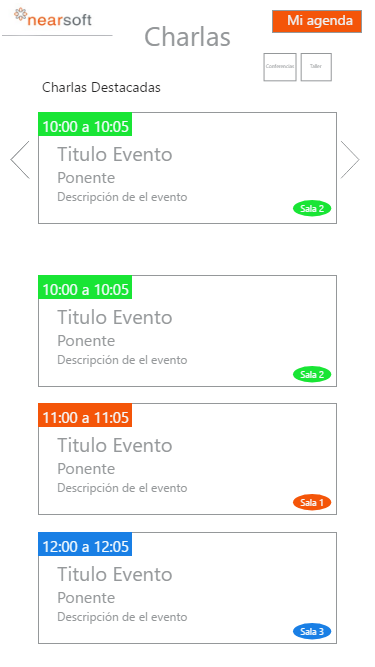 nearsoft
Mi agenda
Charlas
Conferencias
Taller
Charlas Destacadas
10:00 a 10:05
Titulo Evento
Ponente
Descripción de el evento
Sala 2
10:00 a 10:05
Titulo Evento
Ponente
Descripción de el evento
Sala 2
11:00 a 11:05
Titulo Evento
Ponente
Descripción de el evento
Sala 1
12:00 a 12:05
Titulo Evento
Ponente
Descripción de el evento
Sala 3